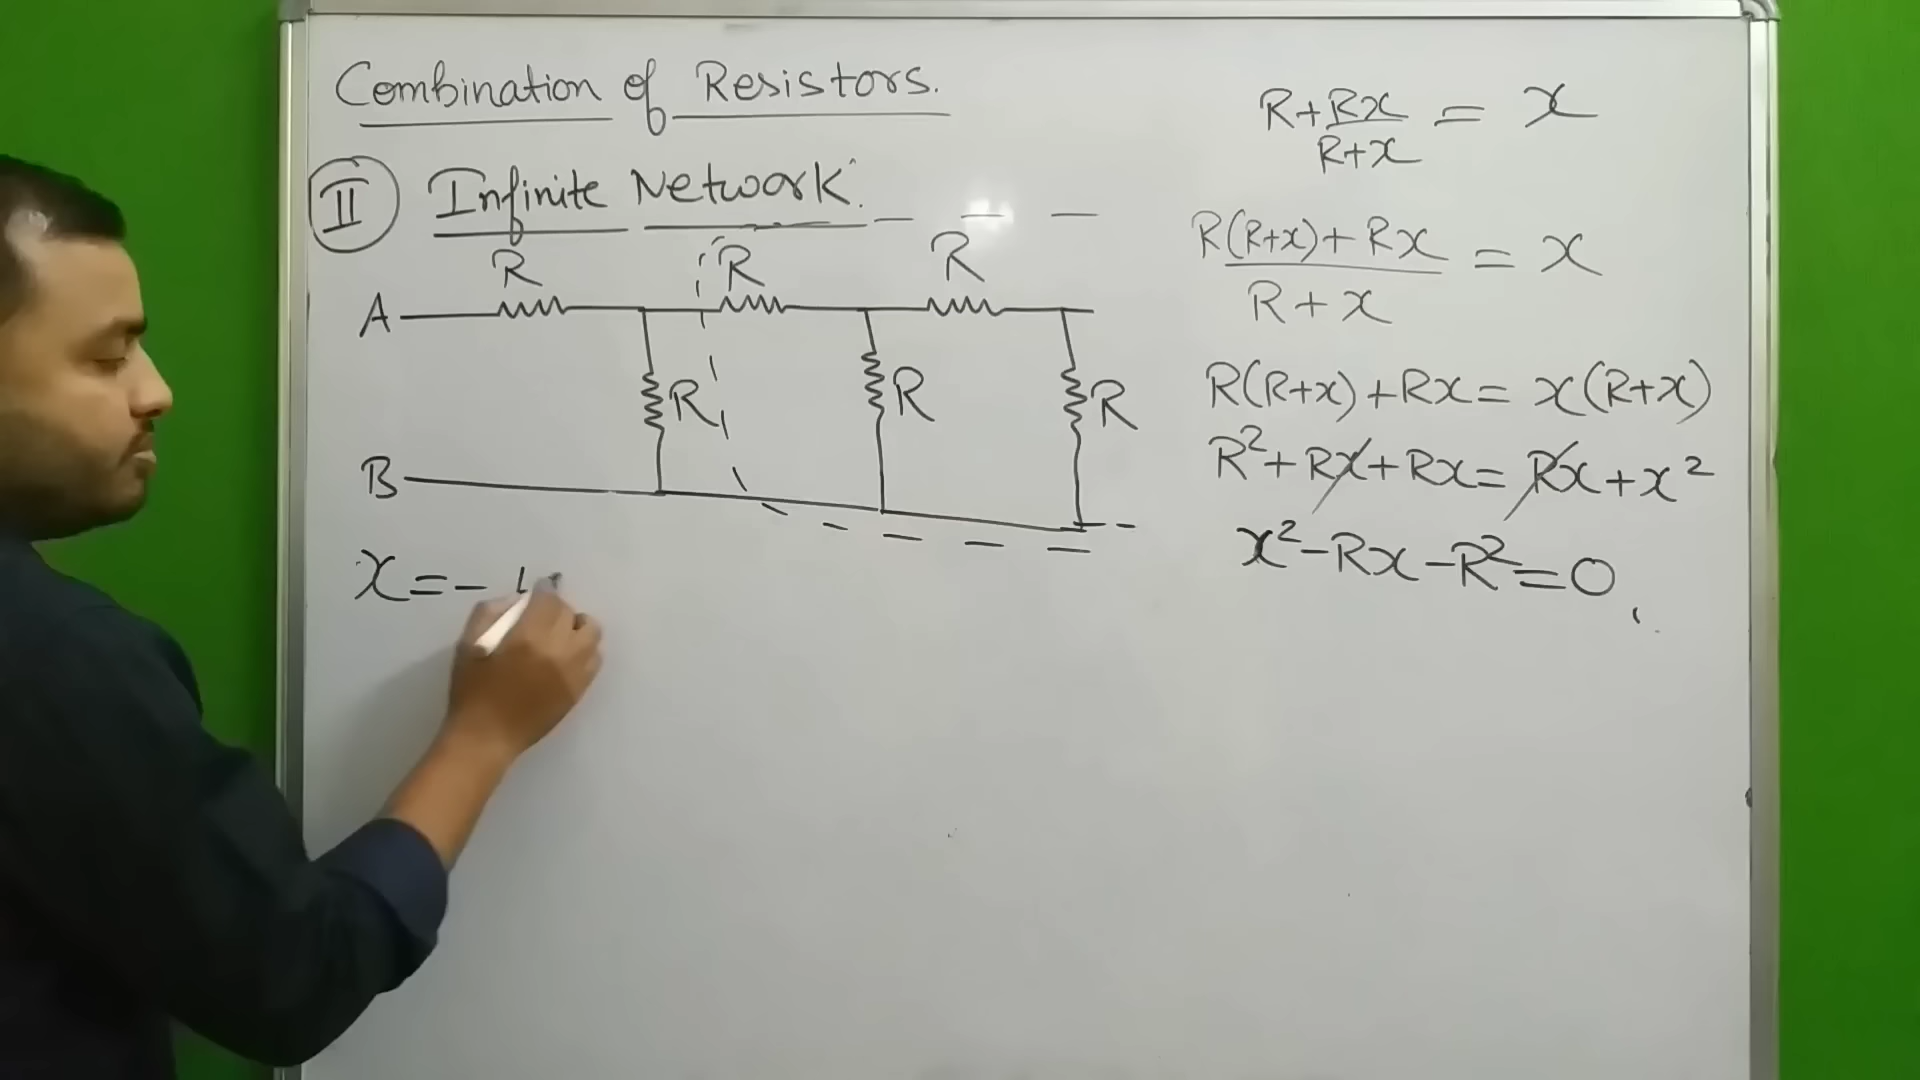 Combination of Resistors.
II Infinite Network.
R R R
A
R R R
B
x = -
R + Rx / R+x = x
R(R+x) + Rx / R + x = x
R(R+x) + Rx = x(R+x)
R² + Rx + Rx = Rx + x²
x² - Rx - R² = 0